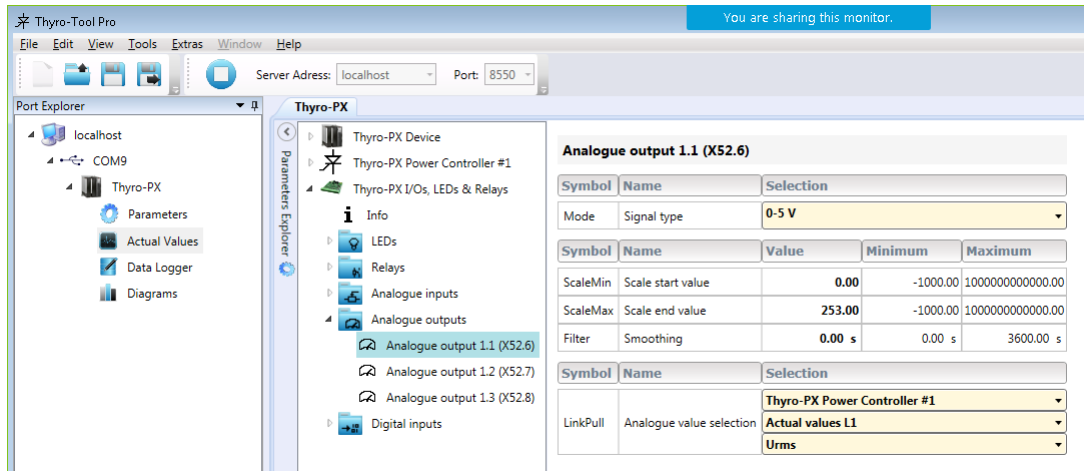 Thyro-Tool Pro
You are sharing this monitor.
File Edit View Tools Extras Window Help
Server Adress: localhost Port: 8550
Port Explorer
localhost
COM9
Thyro-PX
Parameters
Actual Values
Data Logger
Diagrams
Thyro-PX
Parameters Explorer
Thyro-PX Device
Thyro-PX Power Controller #1
Thyro-PX I/Os, LEDs & Relays
Info
LEDs
Relays
Analogue inputs
Analogue outputs
Analogue output 1.1 (X52.6)
Analogue output 1.2 (X52.7)
Analogue output 1.3 (X52.8)
Digital inputs
Analogue output 1.1 (X52.6)
Symbol Name Selection
Mode Signal type 0-5 V
Symbol Name Value Minimum Maximum
ScaleMin Scale start value 0.00 -1000.00 1000000000000.00
ScaleMax Scale end value 253.00 -1000.00 1000000000000.00
Filter Smoothing 0.00 s 0.00 s 3600.00 s
Symbol Name Selection
Thyro-PX Power Controller #1
LinkPull Analogue value selection Actual values L1
Urms